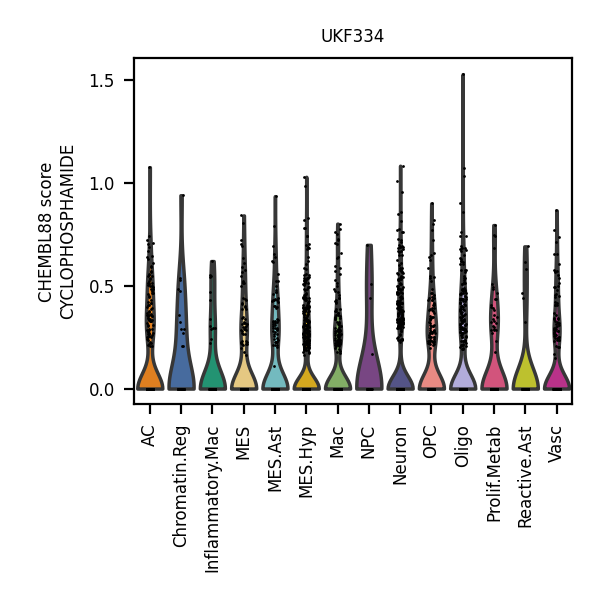 UKF334
CHEMBL88 score
CYCLOPHOSPHAMIDE
1.5
1.0
0.5
0.0
AC
Chromatin.Reg
Inflammatory.Mac
MES
MES.Ast
MES.Hyp
Mac
NPC
Neuron
OPC
Oligo
Prolif.Metab
Reactive.Ast
Vasc